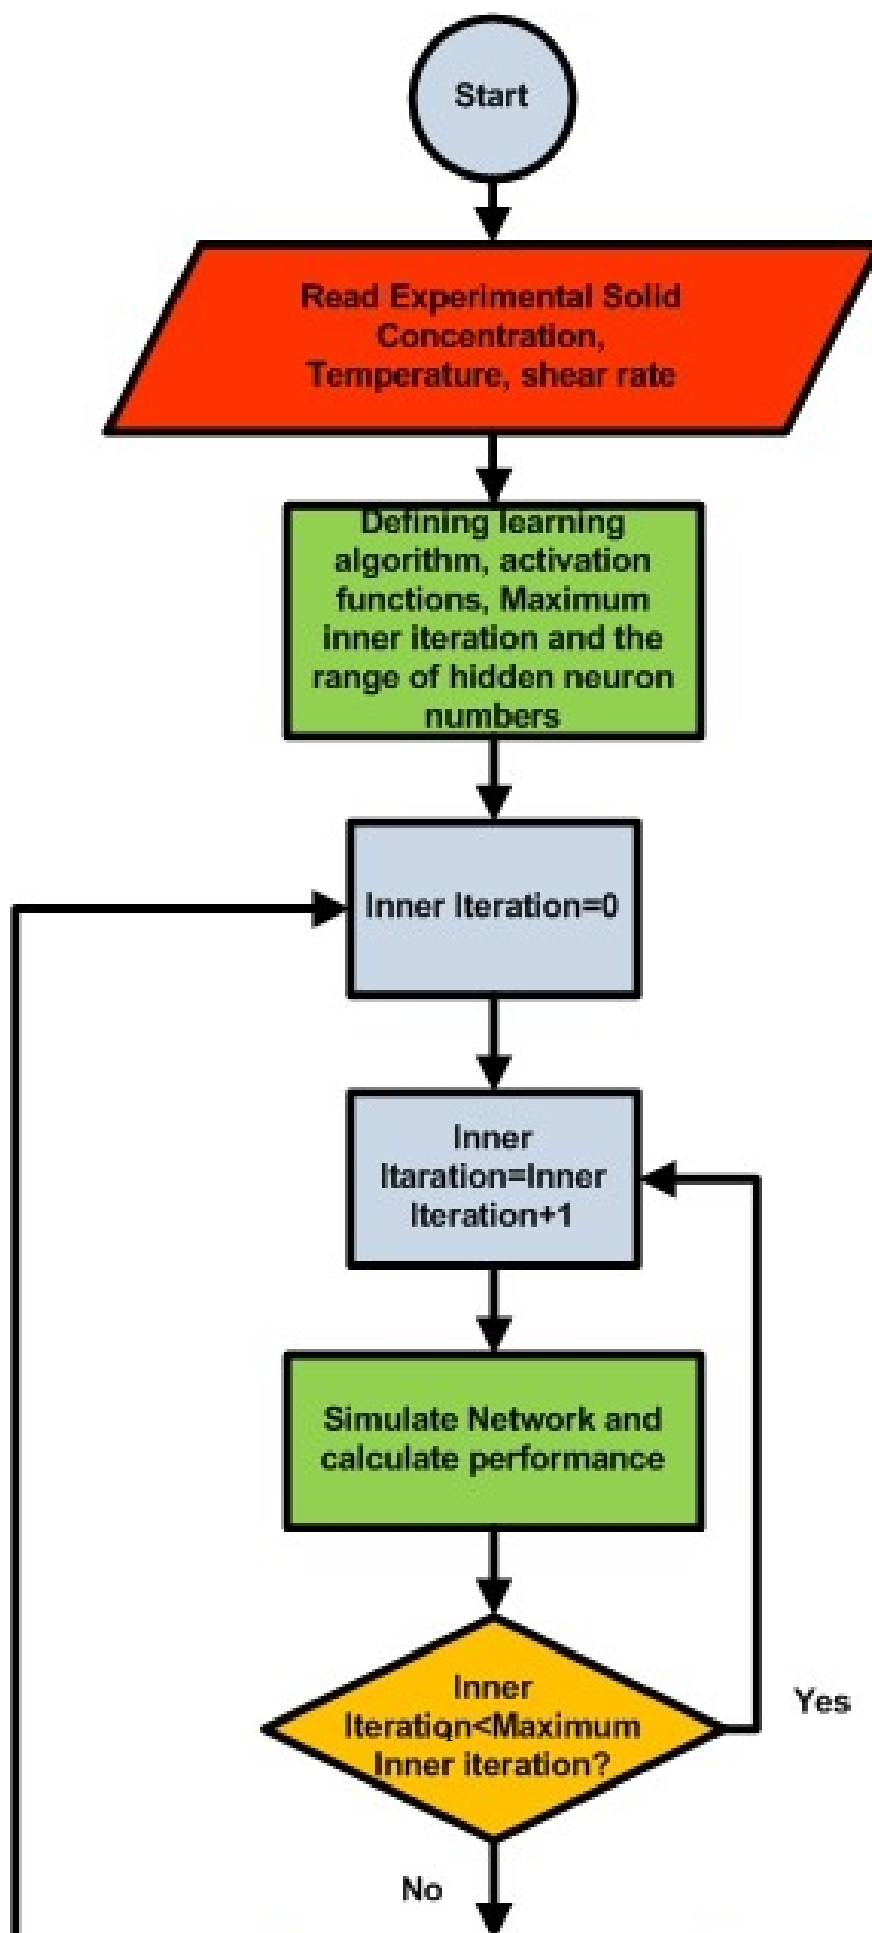 Start
Read Experimental Solid
Concentration,
Temperature, shear rate
Defining learning
algorithm, activation
functions, Maximum
inner iteration and the
range of hidden neuron
numbers
Inner Iteration=0
Inner
Itaration=Inner
Iteration+1
Simulate Network and
calculate performance
Inner
Iteration<Maximum
Inner iteration?
Yes
No